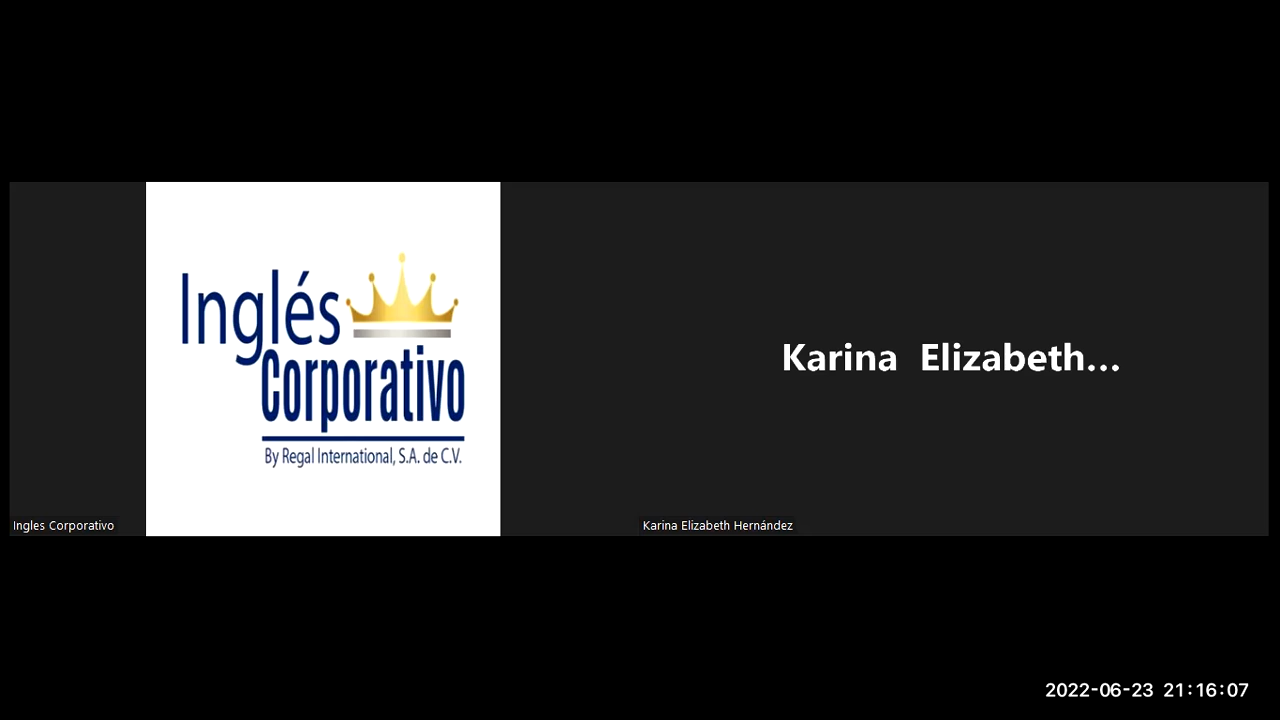 Inglés
Corporativo
By Regal International, S.A. de C.V.
Karina Elizabeth...
Ingles Corporativo
Karina Elizabeth Hernández
2022-06-23 21:16:07